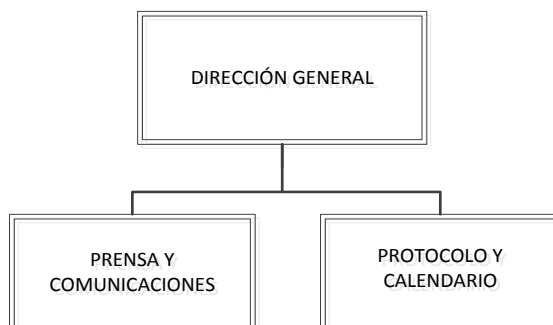 DIRECCIÓN GENERAL
PRENSA Y
COMUNICACIONES
PROTOCOLO Y
CALENDARIO